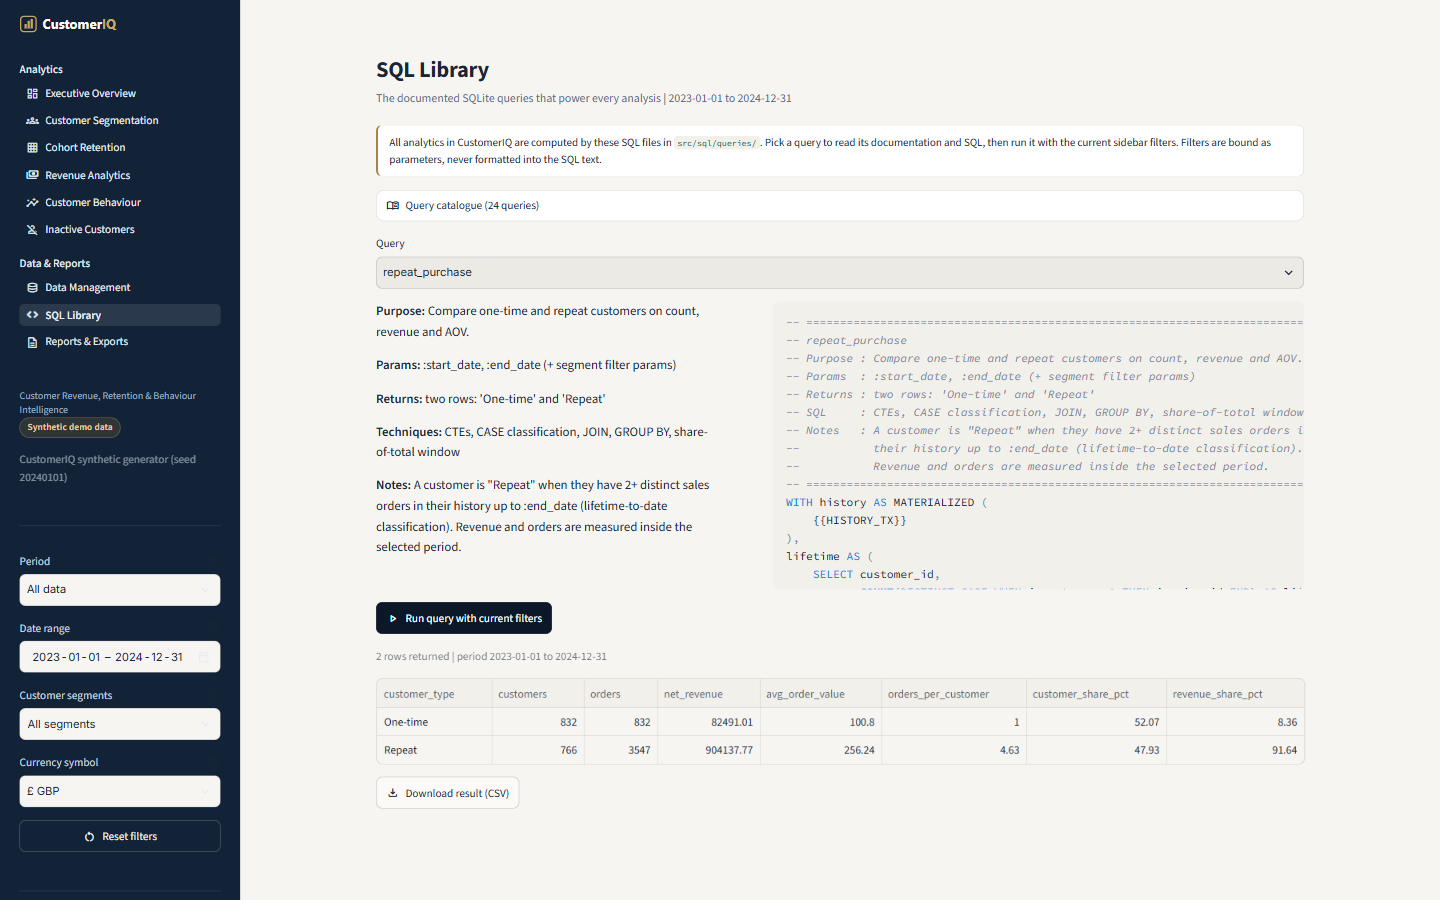 CustomerIQ
Analytics
Executive Overview
Customer Segmentation
Cohort Retention
Revenue Analytics
Customer Behaviour
Inactive Customers
Data & Reports
Data Management
SQL Library
Reports & Exports
Customer Revenue, Retention & Behaviour
Intelligence
Synthetic demo data
CustomerIQ synthetic generator (seed
20240101)
Period
All data
Date range
2023-01-01 – 2024-12-31
Customer segments
All segments
Currency symbol
£ GBP
Reset filters
SQL Library
The documented SQLite queries that power every analysis | 2023-01-01 to 2024-12-31
All analytics in CustomerIQ are computed by these SQL files in src/sql/queries/ . Pick a query to read its documentation and SQL, then run it with the current sidebar filters. Filters are bound as
parameters, never formatted into the SQL text.
Query catalogue (24 queries)
Query
repeat_purchase
Purpose: Compare one-time and repeat customers on count,
revenue and AOV.
Params: :start_date, :end_date (+ segment filter params)
Returns: two rows: 'One-time' and 'Repeat'
Techniques: CTEs, CASE classification, JOIN, GROUP BY, share-
of-total window
Notes: A customer is "Repeat" when they have 2+ distinct sales
orders in their history up to :end_date (lifetime-to-date
classification). Revenue and orders are measured inside the
selected period.
-- =========================================================================
-- repeat_purchase
-- Purpose : Compare one-time and repeat customers on count, revenue and AOV.
-- Params  : :start_date, :end_date (+ segment filter params)
-- Returns : two rows: 'One-time' and 'Repeat'
-- SQL     : CTEs, CASE classification, JOIN, GROUP BY, share-of-total window
-- Notes   : A customer is "Repeat" when they have 2+ distinct sales orders i
--           their history up to :end_date (lifetime-to-date classification).
--           Revenue and orders are measured inside the selected period.
-- =========================================================================
WITH history AS MATERIALIZED (
    {{HISTORY_TX}}
),
lifetime AS (
    SELECT customer_id,
Run query with current filters
2 rows returned | period 2023-01-01 to 2024-12-31
customer_type customers orders net_revenue avg_order_value orders_per_customer customer_share_pct revenue_share_pct
One-time 832 832 82491.01 100.8 1 52.07 8.36
Repeat 766 3547 904137.77 256.24 4.63 47.93 91.64
Download result (CSV)